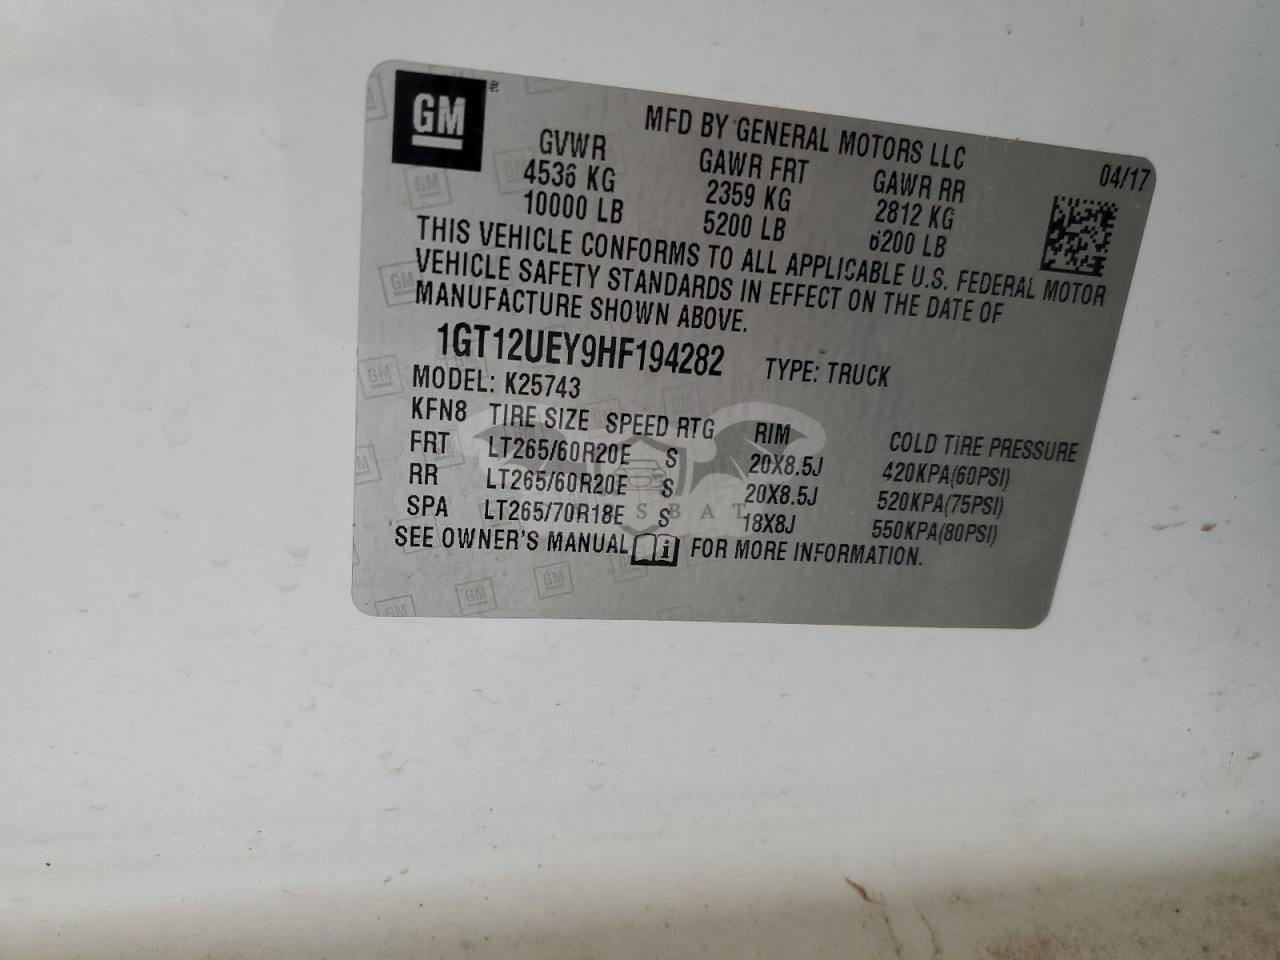 GM
MFD BY GENERAL MOTORS LLC
04/17
GVWR GAWR FRT GAWR RR
4536 KG 2359 KG 2812 KG
10000 LB 5200 LB 6200 LB
THIS VEHICLE CONFORMS TO ALL APPLICABLE U.S. FEDERAL MOTOR
VEHICLE SAFETY STANDARDS IN EFFECT ON THE DATE OF
MANUFACTURE SHOWN ABOVE.
1GT12UEY9HF194282 TYPE: TRUCK
MODEL: K25743
KFN8 TIRE SIZE SPEED RTG RIM COLD TIRE PRESSURE
FRT LT265/60R20E S 20X8.5J 420KPA(60PSI)
RR LT265/60R20E S 20X8.5J 520KPA(75PSI)
SPA LT265/70R18E S 18X8J 550KPA(80PSI)
SEE OWNER'S MANUAL i FOR MORE INFORMATION.
SBAT